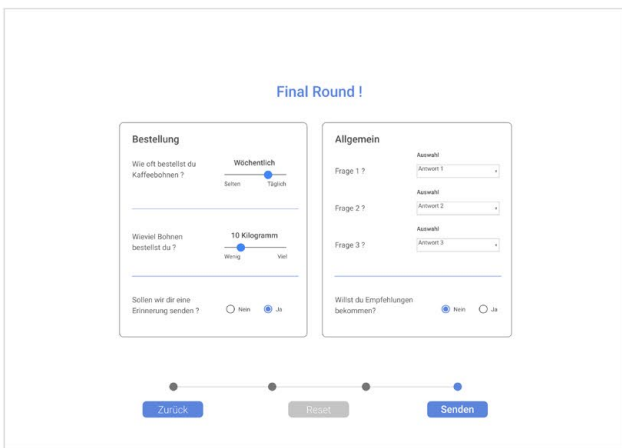 Final Round !
Bestellung
Wie oft bestellst du
Kaffeebohnen ?
Wöchentlich
Selten Täglich
Wieviel Bohnen
bestellst du ?
10 Kilogramm
Wenig Viel
Sollen wir dir eine
Erinnerung senden ?
Nein Ja
Allgemein
Auswahl
Frage 1 ? Antwort 1
Auswahl
Frage 2 ? Antwort 2
Auswahl
Frage 3 ? Antwort 3
Willst du Empfehlungen
bekommen?
Nein Ja
Zurück Reset Senden